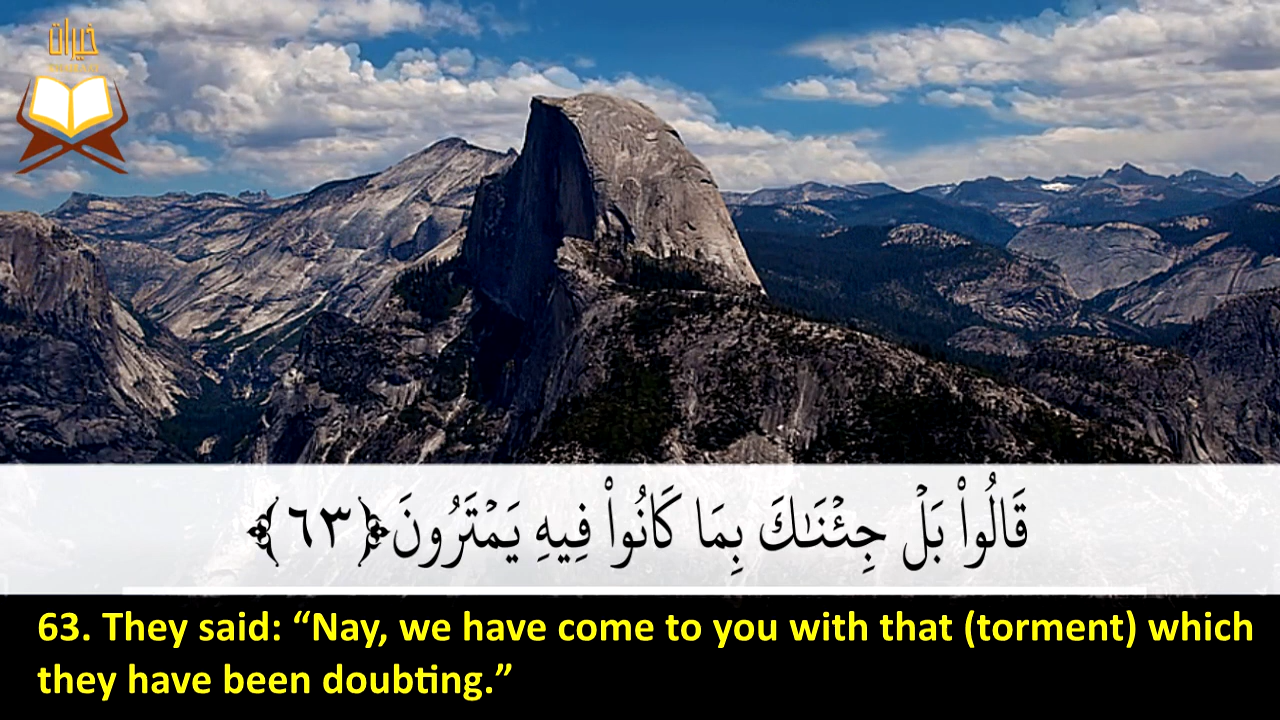 خيرات
قَالُواْ بَلْ جِئْنَٰكَ بِمَا كَانُواْ فِيهِ يَمْتَرُونَ ﴿٦٣﴾
63. They said: “Nay, we have come to you with that (torment) which
they have been doubting.”